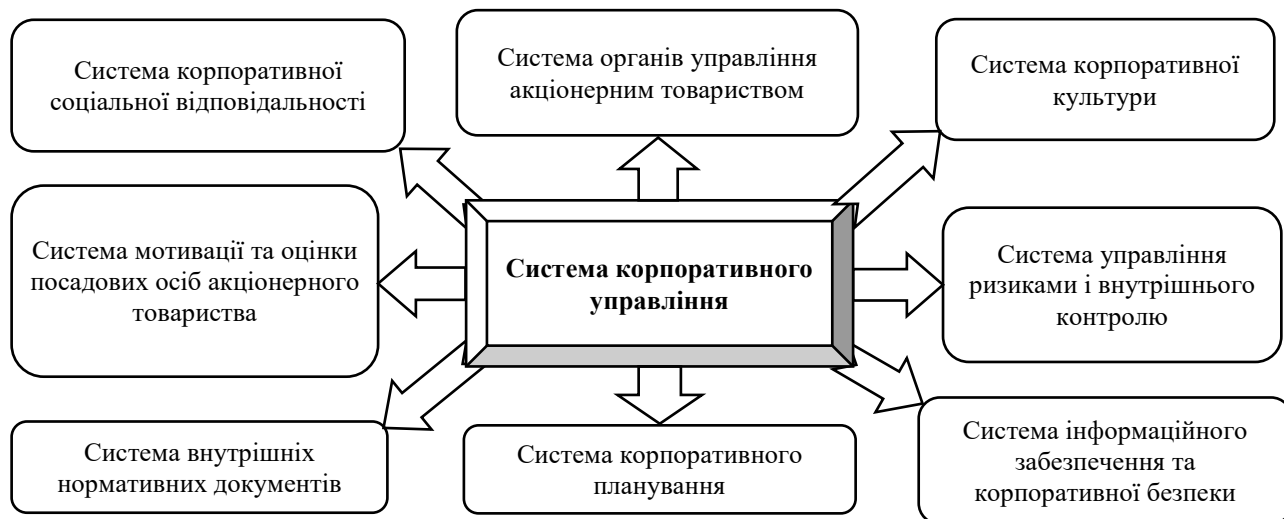 Система корпоративної
соціальної відповідальності
Система органів управління
акціонерним товариством
Система корпоративної
культури
Система мотивації та оцінки
посадових осіб акціонерного
товариства
Система корпоративного
управління
Система управління
ризиками і внутрішнього
контролю
Система внутрішніх
нормативних документів
Система корпоративного
планування
Система інформаційного
забезпечення та
корпоративної безпеки